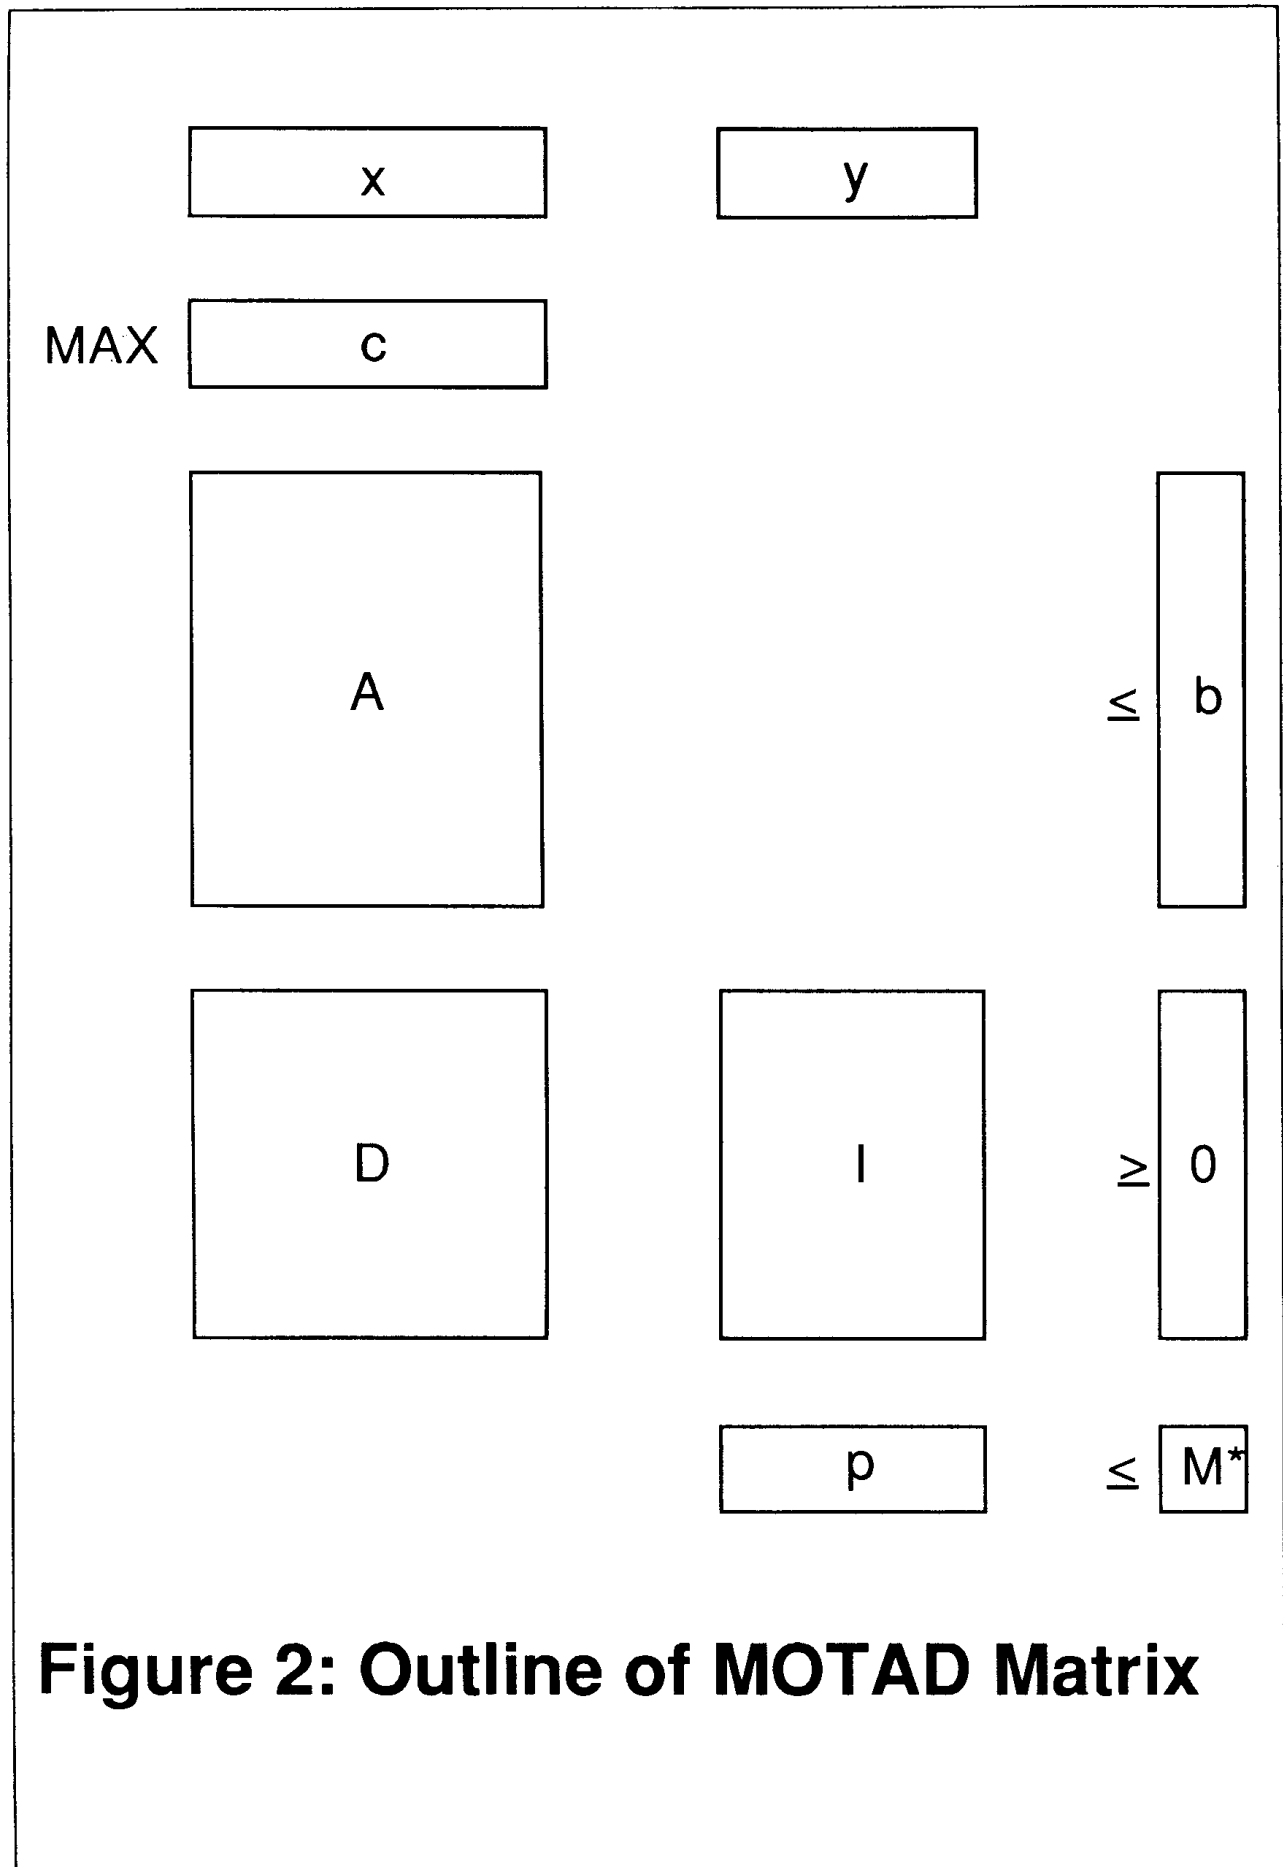 x y
MAX c
A ≤ b
D I ≥ 0
p ≤ M*
Figure 2: Outline of MOTAD Matrix